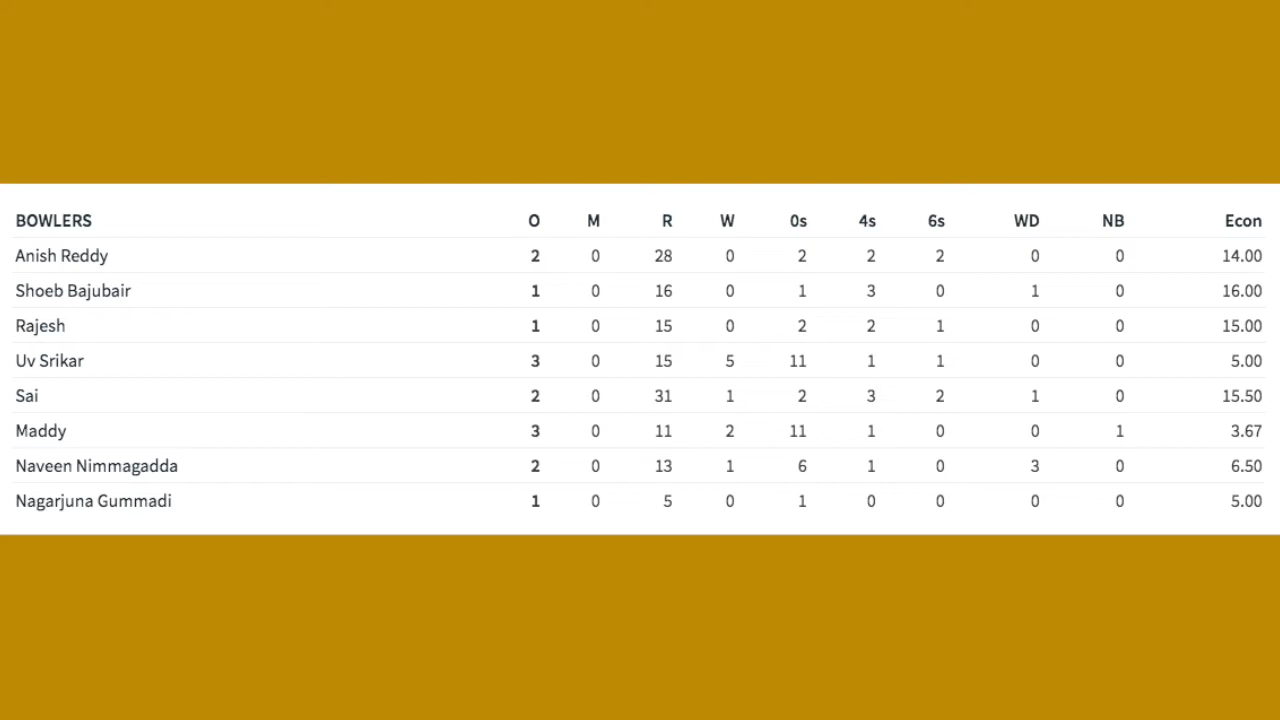 BOWLERS O M R W 0s 4s 6s WD NB Econ
Anish Reddy 2 0 28 0 2 2 2 0 0 14.00
Shoeb Bajubair 1 0 16 0 1 3 0 1 0 16.00
Rajesh 1 0 15 0 2 2 1 0 0 15.00
Uv Srikar 3 0 15 5 11 1 1 0 0 5.00
Sai 2 0 31 1 2 3 2 1 0 15.50
Maddy 3 0 11 2 11 1 0 0 1 3.67
Naveen Nimmagadda 2 0 13 1 6 1 0 3 0 6.50
Nagarjuna Gummadi 1 0 5 0 1 0 0 0 0 5.00